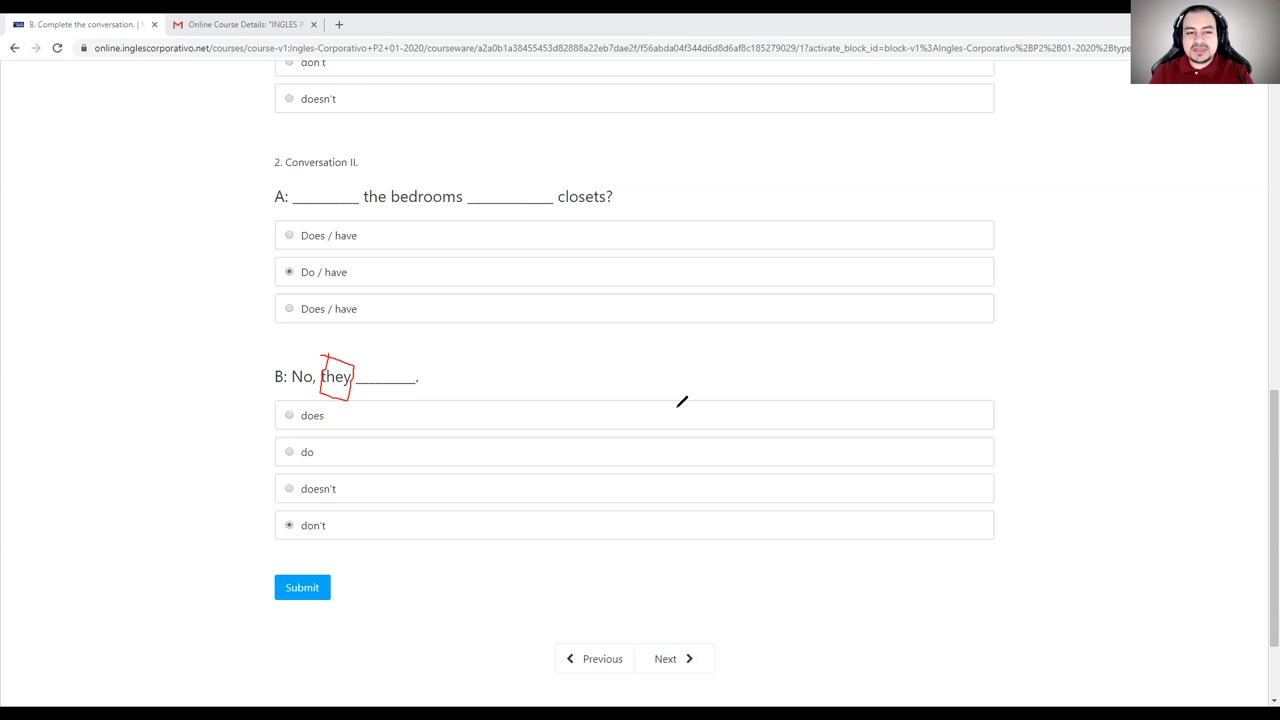 B. Complete the conversation. |
Online Course Details: "INGLES P
online.inglescorporativo.net/courses/course-v1:Ingles-Corporativo+P2+01-2020/courseware/a2a0b1a38455453d82888a22eb7dae2f/f56abda04f344d6d8d6af8c185279029/1?activate_block_id=block-v1%3AIngles-Corporativo%2BP2%2B01-2020%2Btype
don't
doesn't
2. Conversation II.
A: __________ the bedrooms _____________ closets?
Does / have
Do / have
Does / have
B: No, they _________.
does
do
doesn't
don't
Submit
Previous
Next